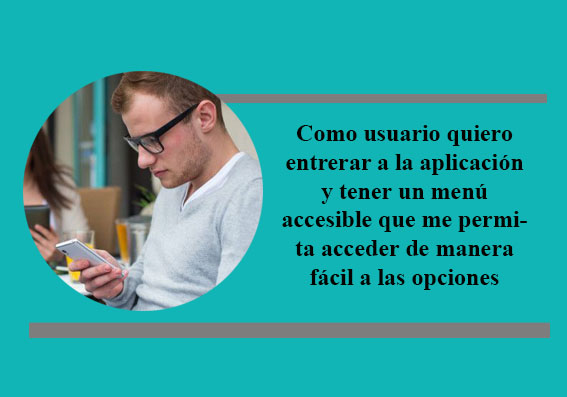 Como usuario quiero
entrerar a la aplicación
y tener un menú
accesible que me permi-
ta acceder de manera
fácil a las opciones